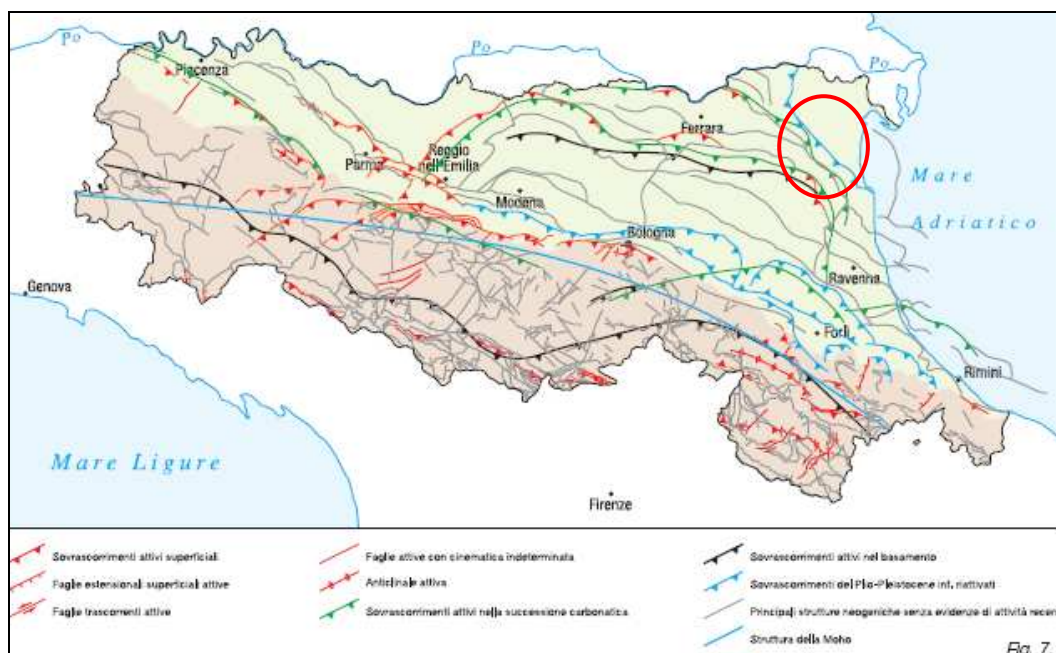 Po
Po
Po
Piacenza
Ferrara
Parma
Reggio
nell'Emilia
Modena
Bologna
Mare
Adriatico
Ravenna
Genova
Forlì
Rimini
Mare Ligure
Firenze
Sovrascorrimenti attivi superficiali
Faglie estensionali superficiali attive
Faglie trascorrenti attive
Faglie attive con cinematica indeterminata
Anticlinale attiva
Sovrascorrimenti attivi nella successione carbonatica
Sovrascorrimenti attivi nel basamento
Sovrascorrimenti del Plio-Pleistocene inf. riattivati
Principali strutture neogeniche senza evidenze di attività recen
Struttura della Moho
Fig. 7